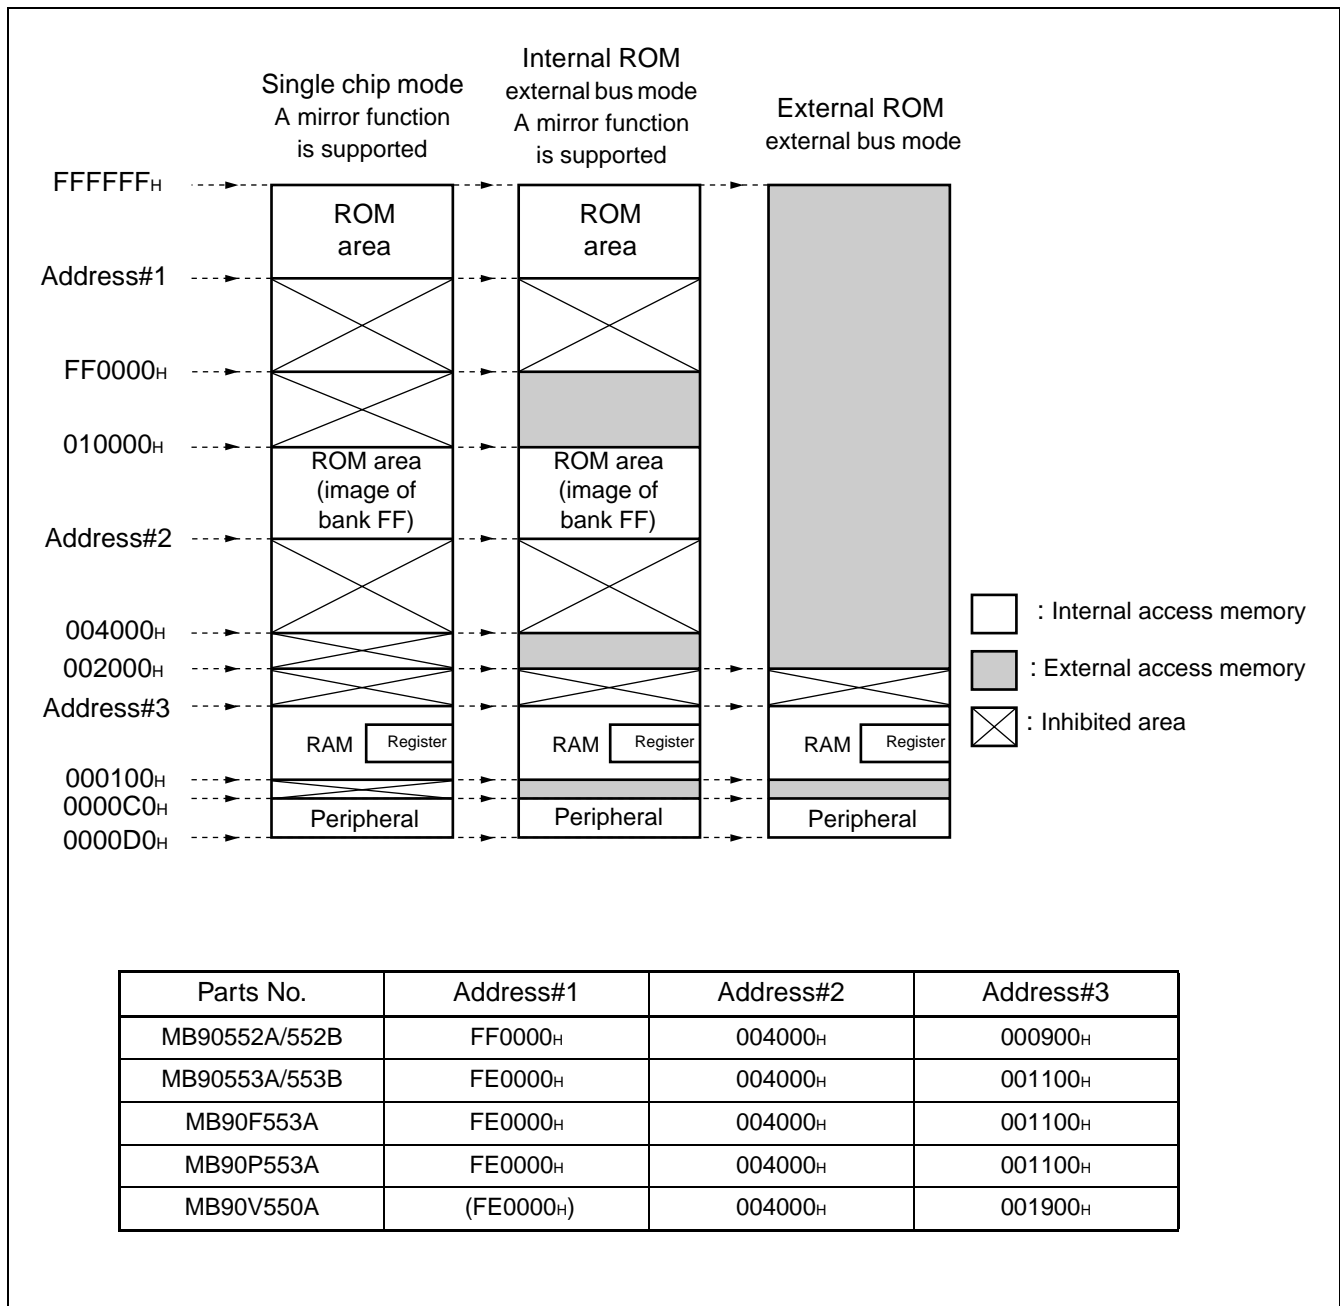 Single chip mode
A mirror function
is supported
Internal ROM
external bus mode
A mirror function
is supported
External ROM
external bus mode
FFFFFFH
Address#1
FF0000H
010000H
Address#2
004000H
002000H
Address#3
000100H
0000C0H
0000D0H
ROM
area
ROM area
(image of
bank FF)
RAM
Register
Peripheral
ROM
area
ROM area
(image of
bank FF)
RAM
Register
Peripheral
RAM
Register
Peripheral
: Internal access memory
: External access memory
: Inhibited area
Parts No. Address#1 Address#2 Address#3
MB90552A/552B FF0000H 004000H 000900H
MB90553A/553B FE0000H 004000H 001100H
MB90F553A FE0000H 004000H 001100H
MB90P553A FE0000H 004000H 001100H
MB90V550A (FE0000H) 004000H 001900H